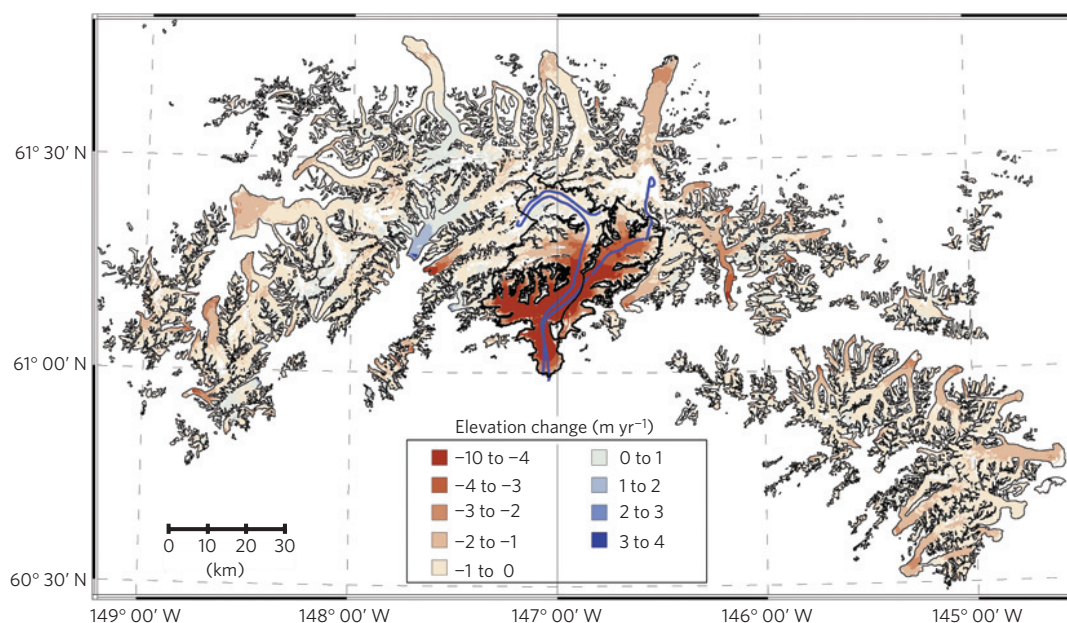 61° 30′ N
61° 00′ N
60° 30′ N
Elevation change (m yr⁻¹)
−10 to −4
−4 to −3
−3 to −2
−2 to −1
−1 to 0
0 to 1
1 to 2
2 to 3
3 to 4
0 10 20 30
(km)
149° 00′ W 148° 00′ W 147° 00′ W 146° 00′ W 145° 00′ W